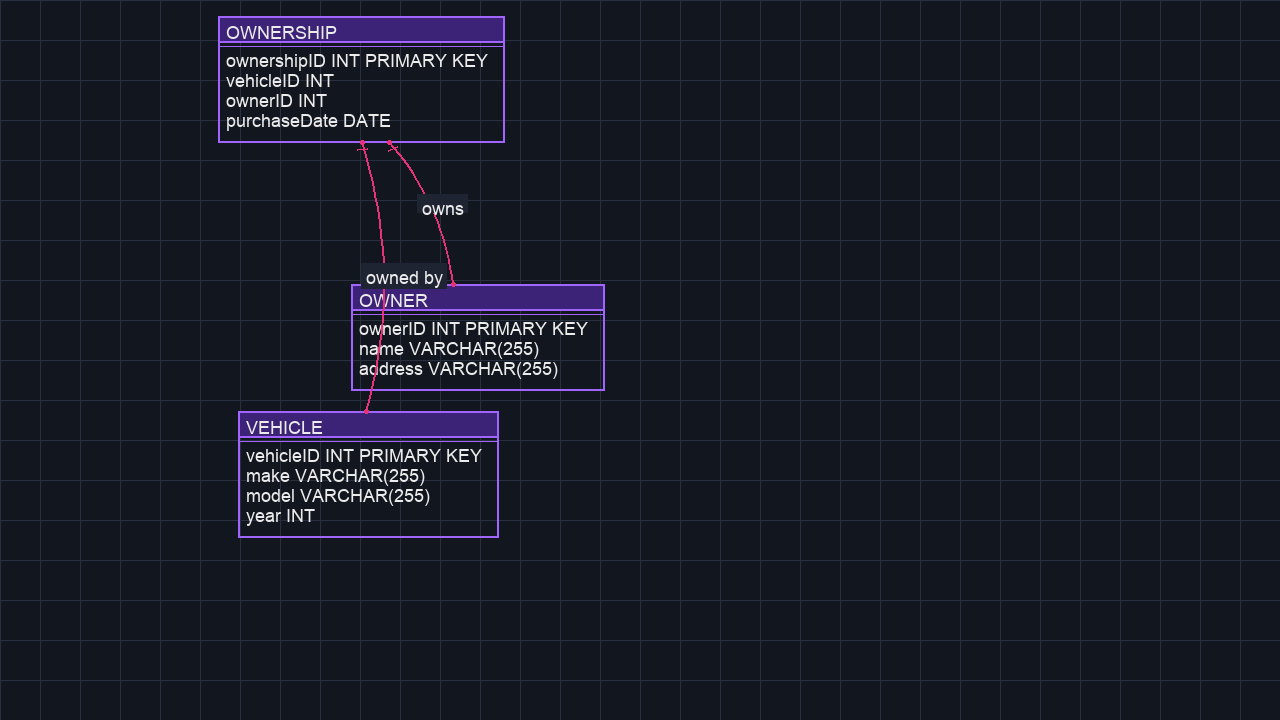 OWNERSHIP
ownershipID INT PRIMARY KEY
vehicleID INT
ownerID INT
purchaseDate DATE
owns
owned by
OWNER
ownerID INT PRIMARY KEY
name VARCHAR(255)
address VARCHAR(255)
VEHICLE
vehicleID INT PRIMARY KEY
make VARCHAR(255)
model VARCHAR(255)
year INT